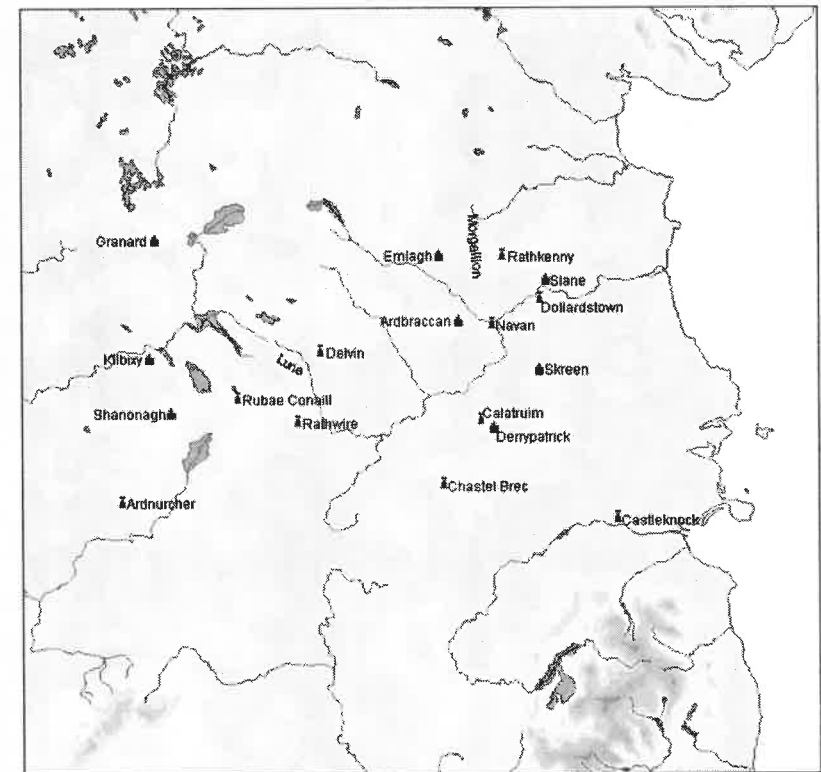 Granard
Emlagh
Morgallion
Rathkenny
Slane
Dollardstown
Ardbraccan
Navan
Kilbixy
Luna
Delvin
Skreen
Rubae Conaill
Shanonagh
Rathwire
Calatruim
Derrypatrick
Chastel Brec
Ardnurcher
Castleknock